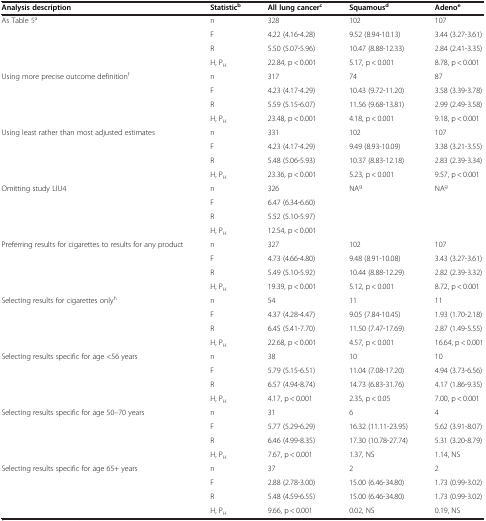 Analysis description Statistic^b All lung cancer^c Squamous^d Adeno^e
As Table 5^a n 328 102 107
F 4.22 (4.16-4.28) 9.52 (8.94-10.13) 3.44 (3.27-3.61)
R 5.50 (5.07-5.96) 10.47 (8.88-12.33) 2.84 (2.41-3.35)
H, P_H 22.84, p < 0.001 5.17, p < 0.001 8.78, p < 0.001
Using more precise outcome definition^f n 317 74 87
F 4.23 (4.17-4.29) 10.43 (9.72-11.20) 3.58 (3.39-3.78)
R 5.59 (5.15-6.07) 11.56 (9.68-13.81) 2.99 (2.49-3.58)
H, P_H 23.48, p < 0.001 4.18, p < 0.001 9.18, p < 0.001
Using least rather than most adjusted estimates n 331 102 107
F 4.23 (4.17-4.29) 9.49 (8.93-10.09) 3.38 (3.21-3.55)
R 5.48 (5.06-5.93) 10.37 (8.83-12.18) 2.83 (2.39-3.34)
H, P_H 23.36, p < 0.001 5.23, p < 0.001 9.57, p < 0.001
Omitting study LIU4 n 326 NA^g NA^g
F 6.47 (6.34-6.60)
R 5.52 (5.10-5.97)
H, P_H 12.54, p < 0.001
Preferring results for cigarettes to results for any product n 327 102 107
F 4.73 (4.66-4.80) 9.48 (8.91-10.08) 3.43 (3.27-3.61)
R 5.49 (5.10-5.92) 10.44 (8.88-12.29) 2.82 (2.39-3.32)
H, P_H 19.39, p < 0.001 5.12, p < 0.001 8.72, p < 0.001
Selecting results for cigarettes only^h n 54 11 11
F 4.37 (4.28-4.47) 9.05 (7.84-10.45) 1.93 (1.70-2.18)
R 6.45 (5.41-7.70) 11.50 (7.47-17.69) 2.87 (1.49-5.55)
H, P_H 22.68, p < 0.001 4.57, p < 0.001 16.64, p < 0.001
Selecting results specific for age <56 years n 38 10 10
F 5.79 (5.15-6.51) 11.04 (7.08-17.20) 4.94 (3.73-6.56)
R 6.57 (4.94-8.74) 14.73 (6.83-31.76) 4.17 (1.86-9.35)
H, P_H 4.17, p < 0.001 2.35, p < 0.05 7.00, p < 0.001
Selecting results specific for age 50–70 years n 31 6 4
F 5.77 (5.29-6.29) 16.32 (11.11-23.95) 5.62 (3.91-8.07)
R 6.46 (4.99-8.35) 17.30 (10.78-27.74) 5.31 (3.20-8.79)
H, P_H 7.67, p < 0.001 1.37, NS 1.14, NS
Selecting results specific for age 65+ years n 37 2 2
F 2.88 (2.78-3.00) 15.00 (6.46-34.80) 1.73 (0.99-3.02)
R 5.48 (4.59-6.55) 15.00 (6.46-34.80) 1.73 (0.99-3.02)
H, P_H 9.66, p < 0.001 0.02, NS 0.19, NS